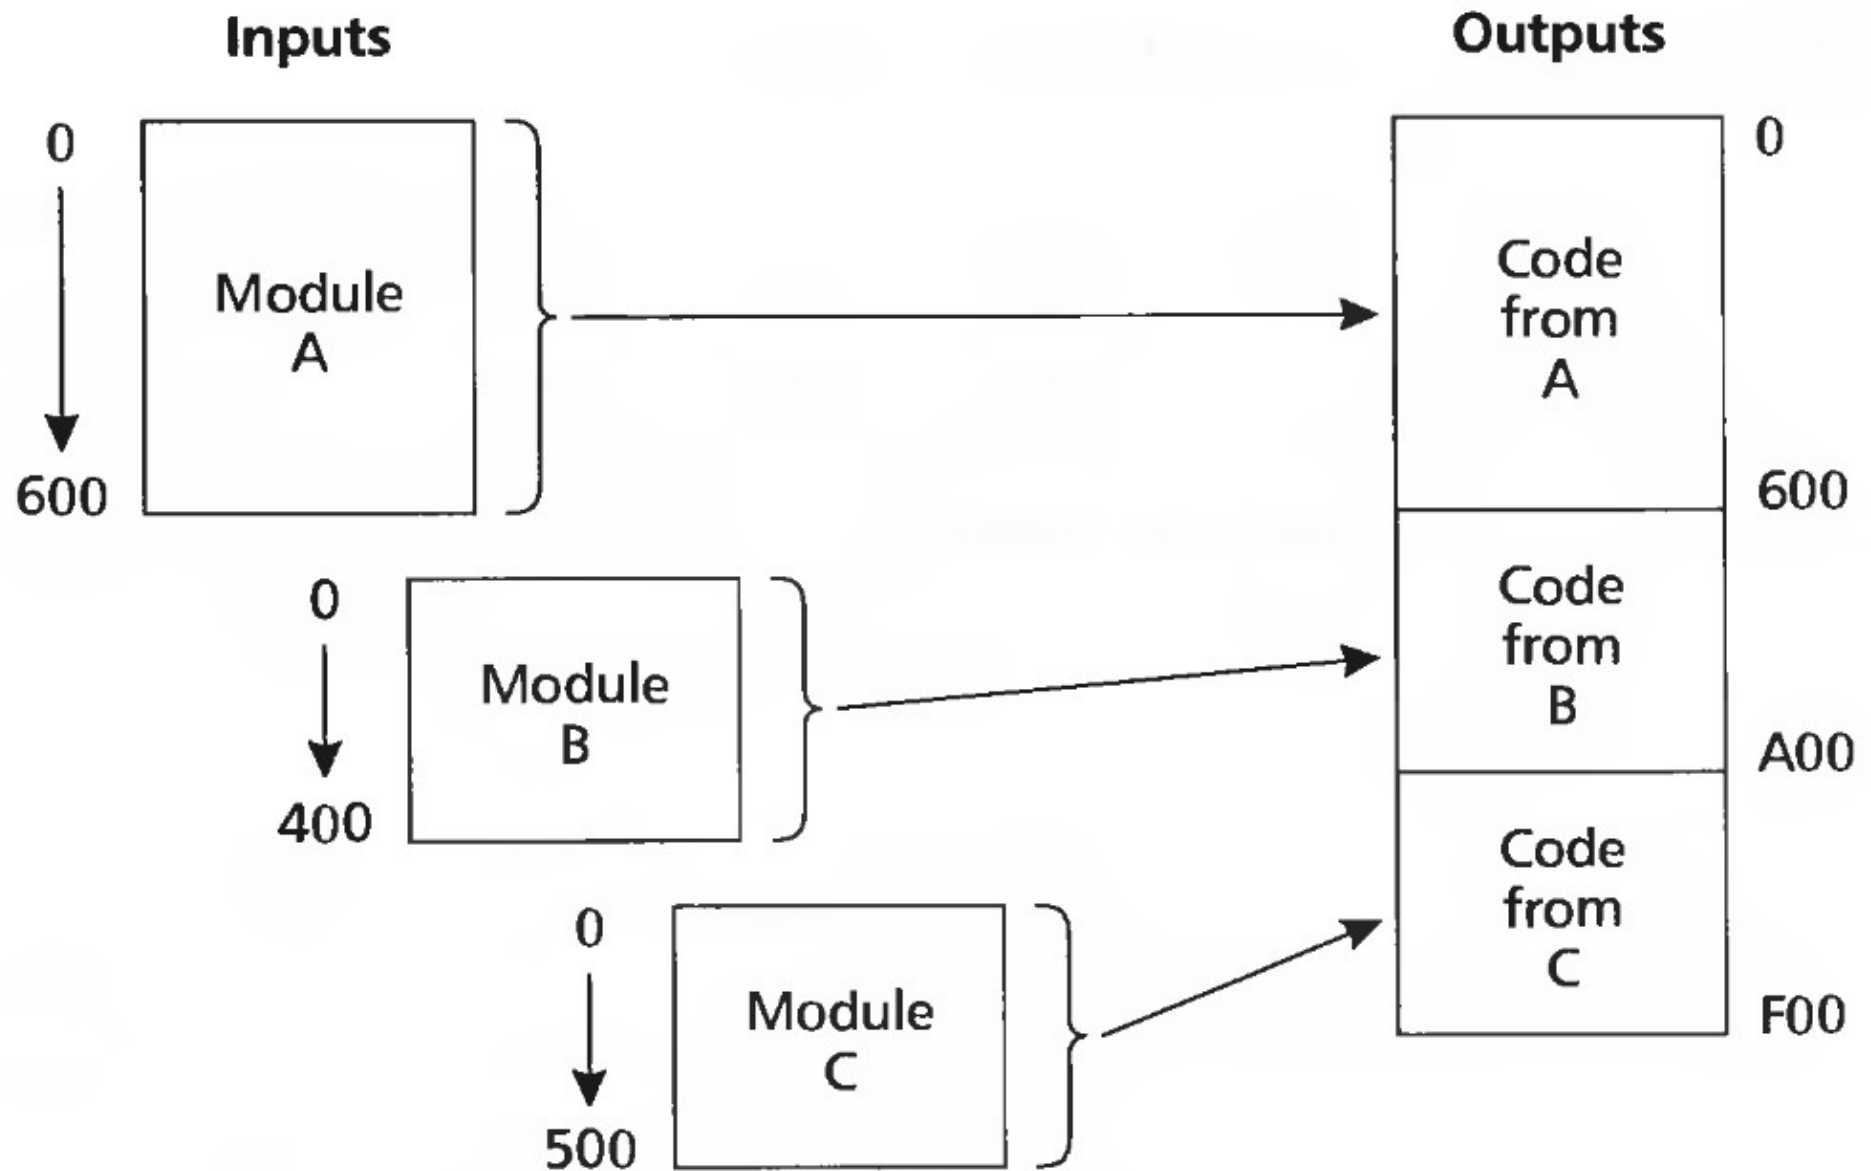 Inputs
Outputs
0
Module
A
600
0
Module
B
400
0
Module
C
500
0
Code
from
A
600
Code
from
B
A00
Code
from
C
F00